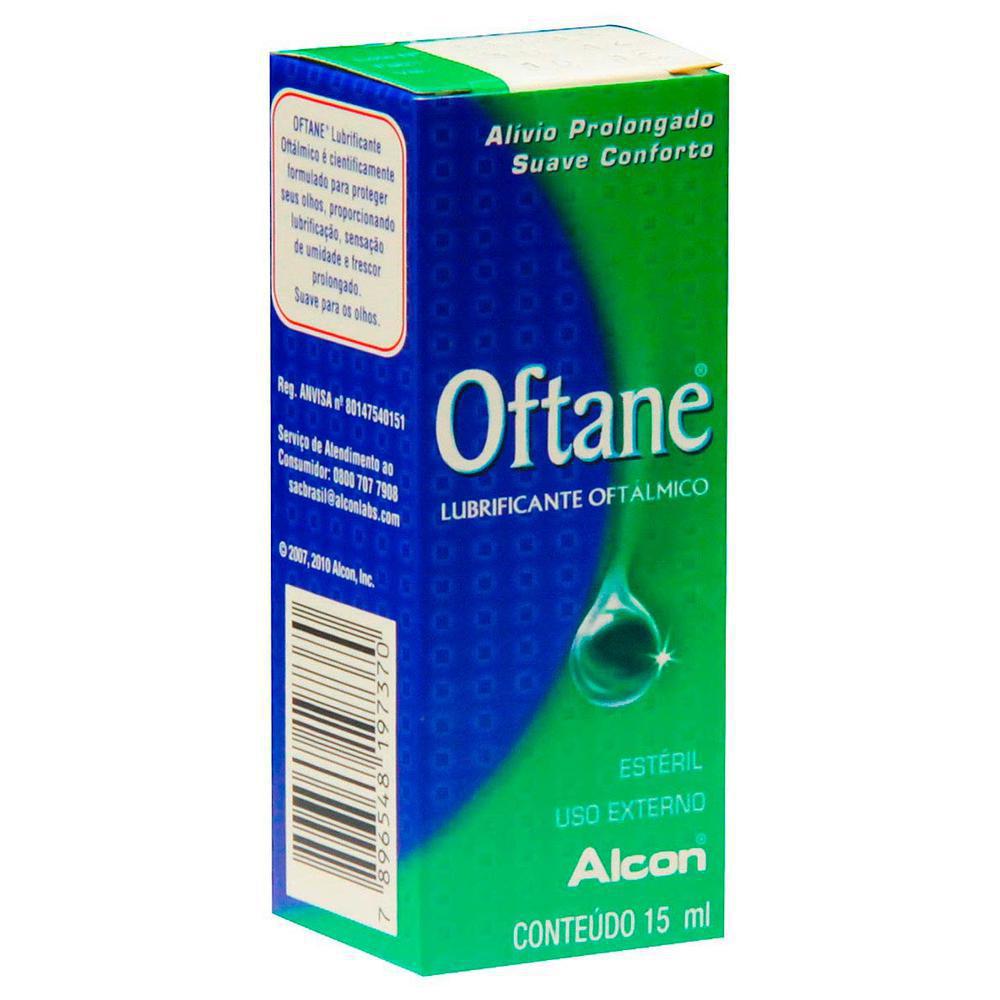 Alívio Prolongado
Suave Conforto
Oftane®
LUBRIFICANTE OFTÁLMICO
ESTÉRIL
USO EXTERNO
Alcon®
CONTEÚDO 15 ml
OFTANE® Lubrificante
Oftálmico é cientificamente
formulado para proteger
seus olhos, proporcionando
lubrificação, sensação
de umidade e frescor
prolongado.
Suave para os olhos.
Reg. ANVISA nº 80147540151
Serviço de Atendimento ao
Consumidor: 0800 707 7908
sacbrasil@alconlabs.com
© 2007, 2010 Alcon, Inc.
7 896548 197370